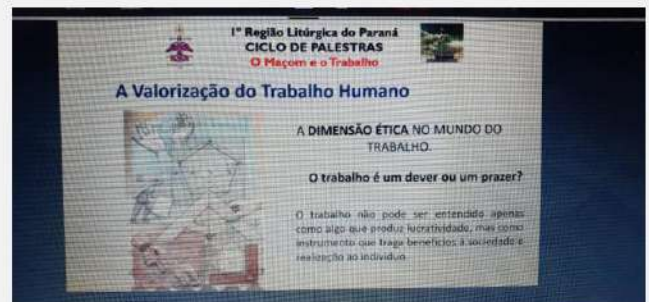 1ª Região Litúrgica do Paraná
CICLO DE PALESTRAS
O Maçom e o Trabalho
A Valorização do Trabalho Humano
A DIMENSÃO ÉTICA NO MUNDO DO
TRABALHO.
O trabalho é um dever ou um prazer?
O trabalho não pode ser entendido apenas
como algo que produz lucratividade, mas como
instrumento que traga benefícios à sociedade e
realização ao indivíduo.